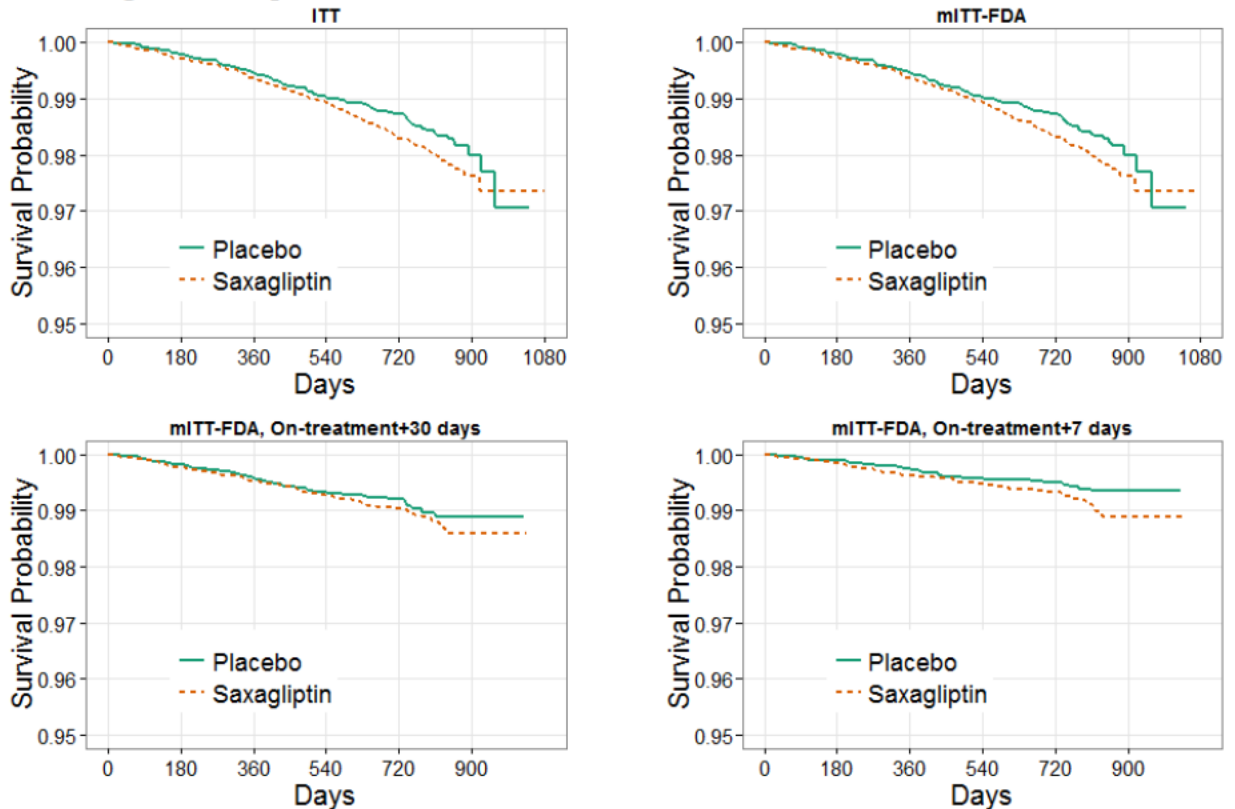 ITT
Survival Probability
1.00
0.99
0.98
0.97
0.96
0.95
Placebo
Saxagliptin
0 180 360 540 720 900 1080
Days
mITT-FDA
Survival Probability
1.00
0.99
0.98
0.97
0.96
0.95
Placebo
Saxagliptin
0 180 360 540 720 900 1080
Days
mITT-FDA, On-treatment+30 days
Survival Probability
1.00
0.99
0.98
0.97
0.96
0.95
Placebo
Saxagliptin
0 180 360 540 720 900
Days
mITT-FDA, On-treatment+7 days
Survival Probability
1.00
0.99
0.98
0.97
0.96
0.95
Placebo
Saxagliptin
0 180 360 540 720 900
Days